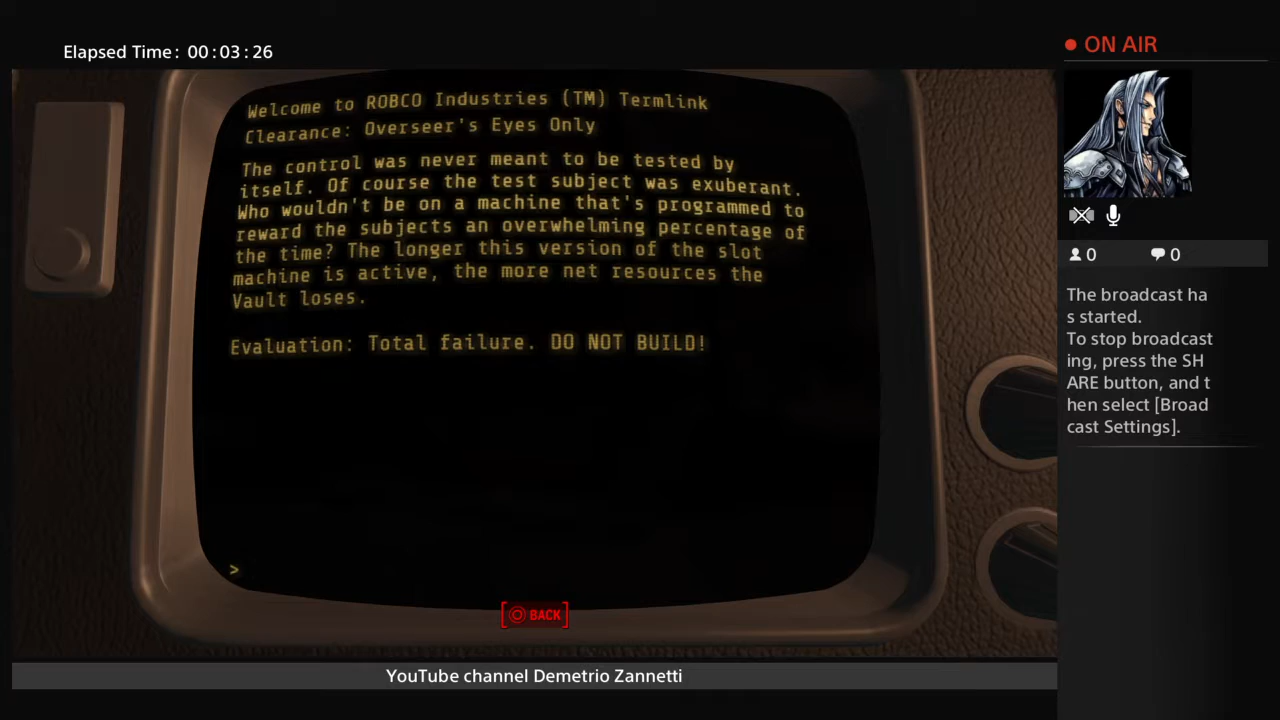 Elapsed Time: 00:03:26
ON AIR
Welcome to ROBCO Industries (TM) Termlink
Clearance: Overseer's Eyes Only
The control was never meant to be tested by
itself. Of course the test subject was exuberant.
Who wouldn't be on a machine that's programmed to
reward the subjects an overwhelming percentage of
the time? The longer this version of the slot
machine is active, the more net resources the
Vault loses.
Evaluation: Total failure. DO NOT BUILD!
>
BACK
0 0
The broadcast ha
s started.
To stop broadcast
ing, press the SH
ARE button, and t
hen select [Broad
cast Settings].
YouTube channel Demetrio Zannetti